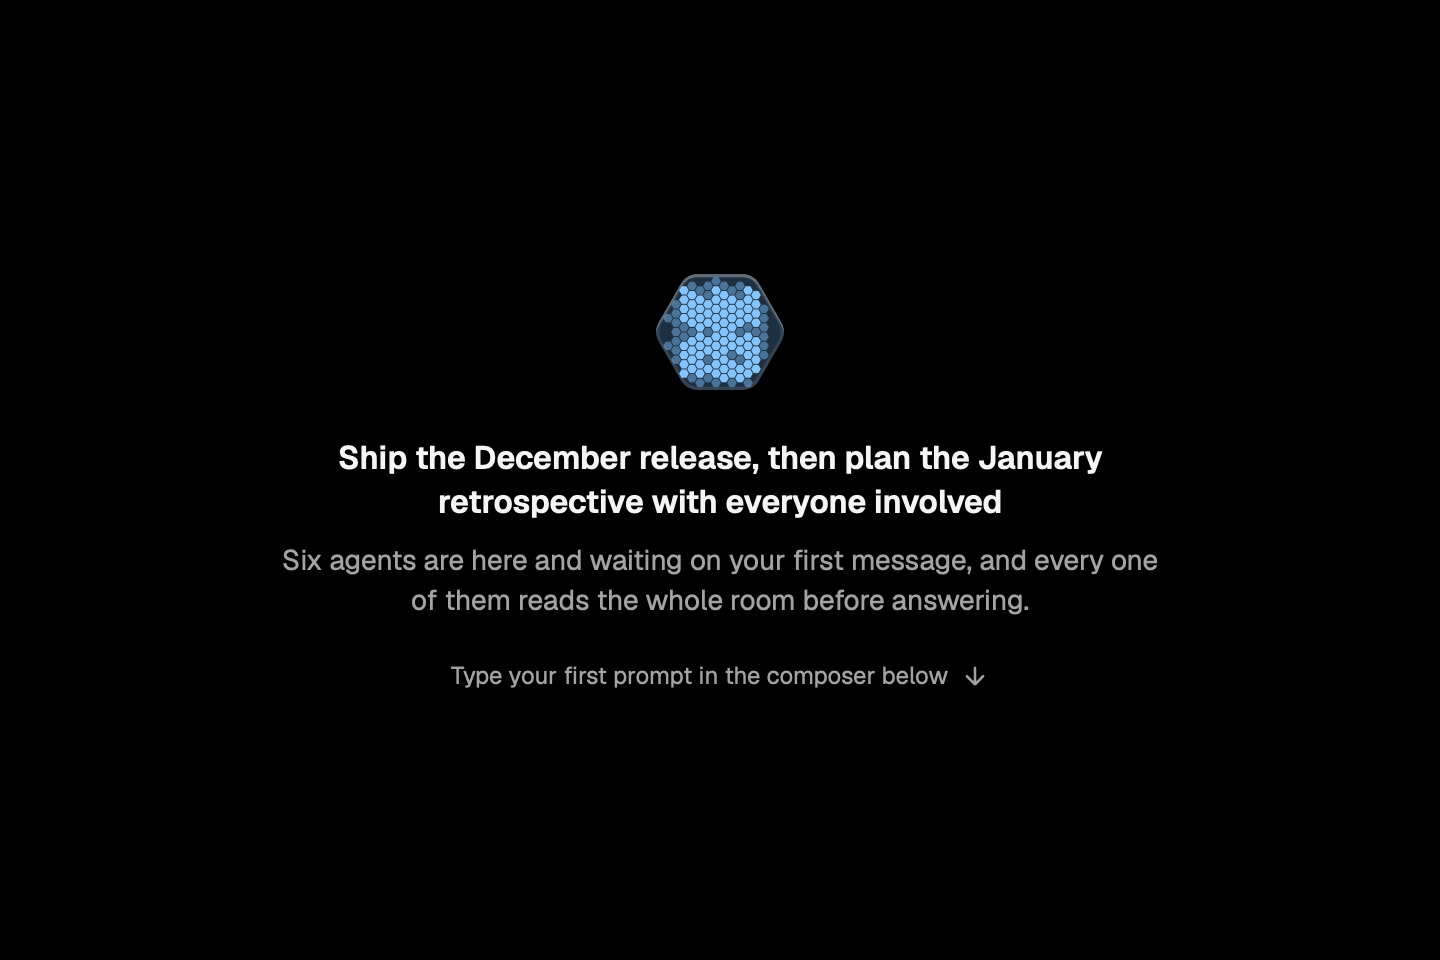 Ship the December release, then plan the January
retrospective with everyone involved
Six agents are here and waiting on your first message, and every one
of them reads the whole room before answering.
Type your first prompt in the composer below ↓